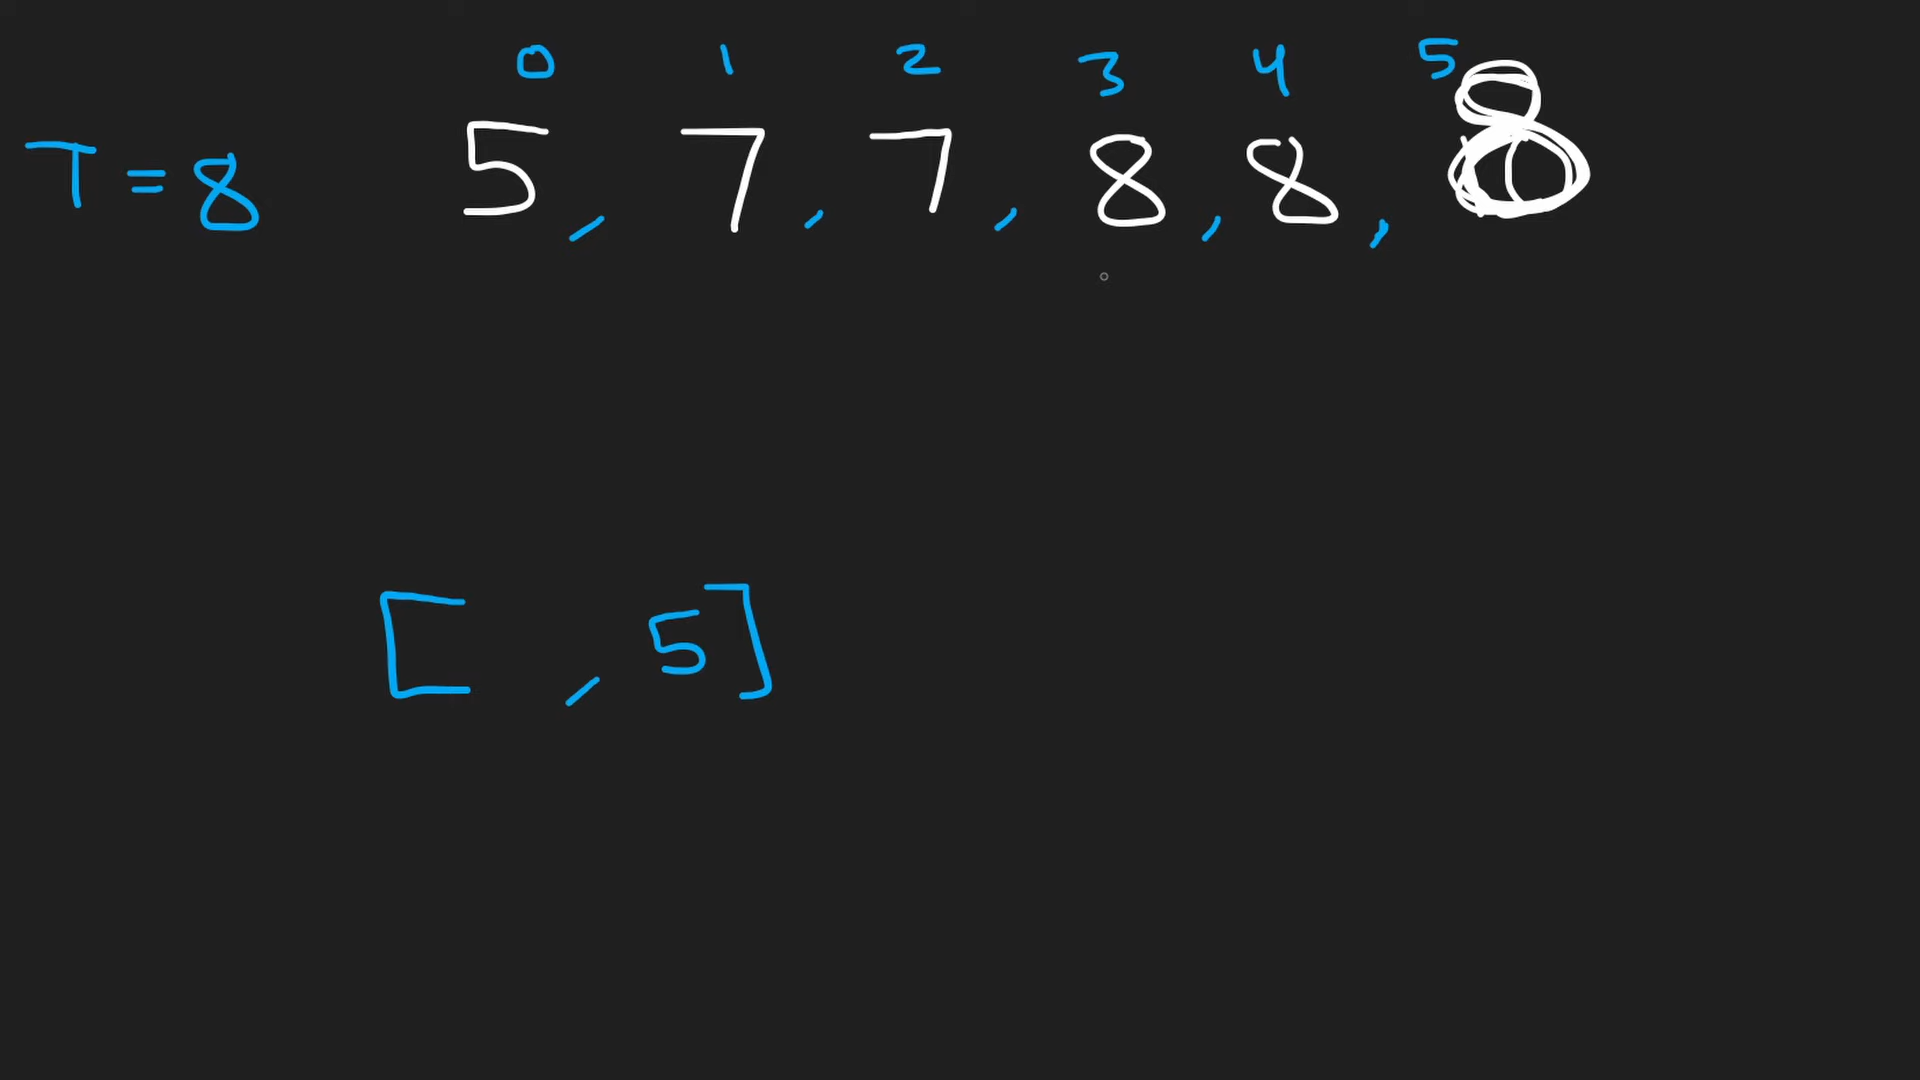 0 1 2 3 4 5
T = 8 5, 7, 7, 8, 8, 8
[ , 5]